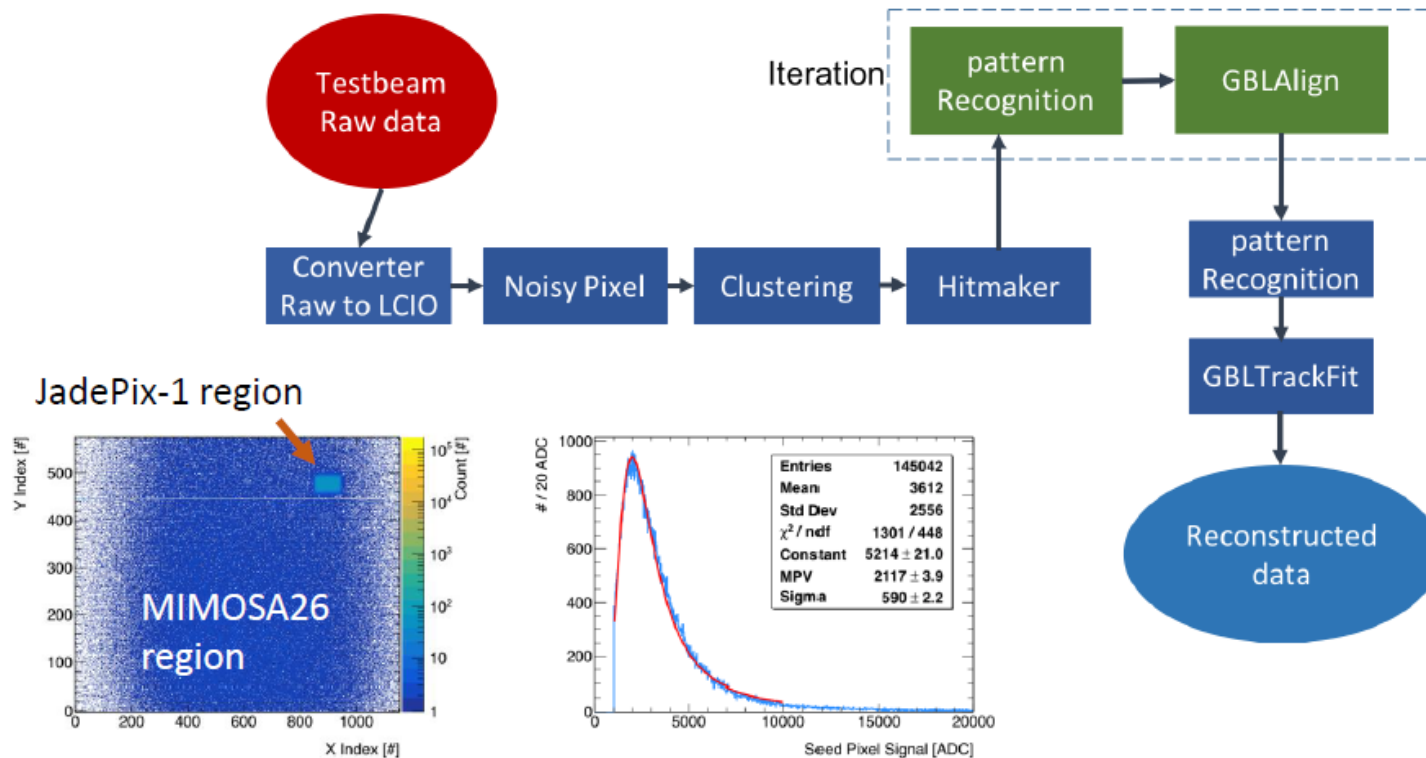 Testbeam
Raw data
Iteration
pattern
Recognition
GBLAlign
Converter
Raw to LCIO
Noisy Pixel
Clustering
Hitmaker
pattern
Recognition
GBLTrackFit
Reconstructed
data
JadePix-1 region
Y Index [#]
500
400
300
200
100
0
0 200 400 600 800 1000
X Index [#]
MIMOSA26
region
Count [#]
10⁵
10⁴
10³
10²
10
1
# / 20 ADC
1000
800
600
400
200
0
0 5000 10000 15000 20000
Seed Pixel Signal [ADC]
Entries 145042
Mean 3612
Std Dev 2556
χ² / ndf 1301 / 448
Constant 5214 ± 21.0
MPV 2117 ± 3.9
Sigma 590 ± 2.2